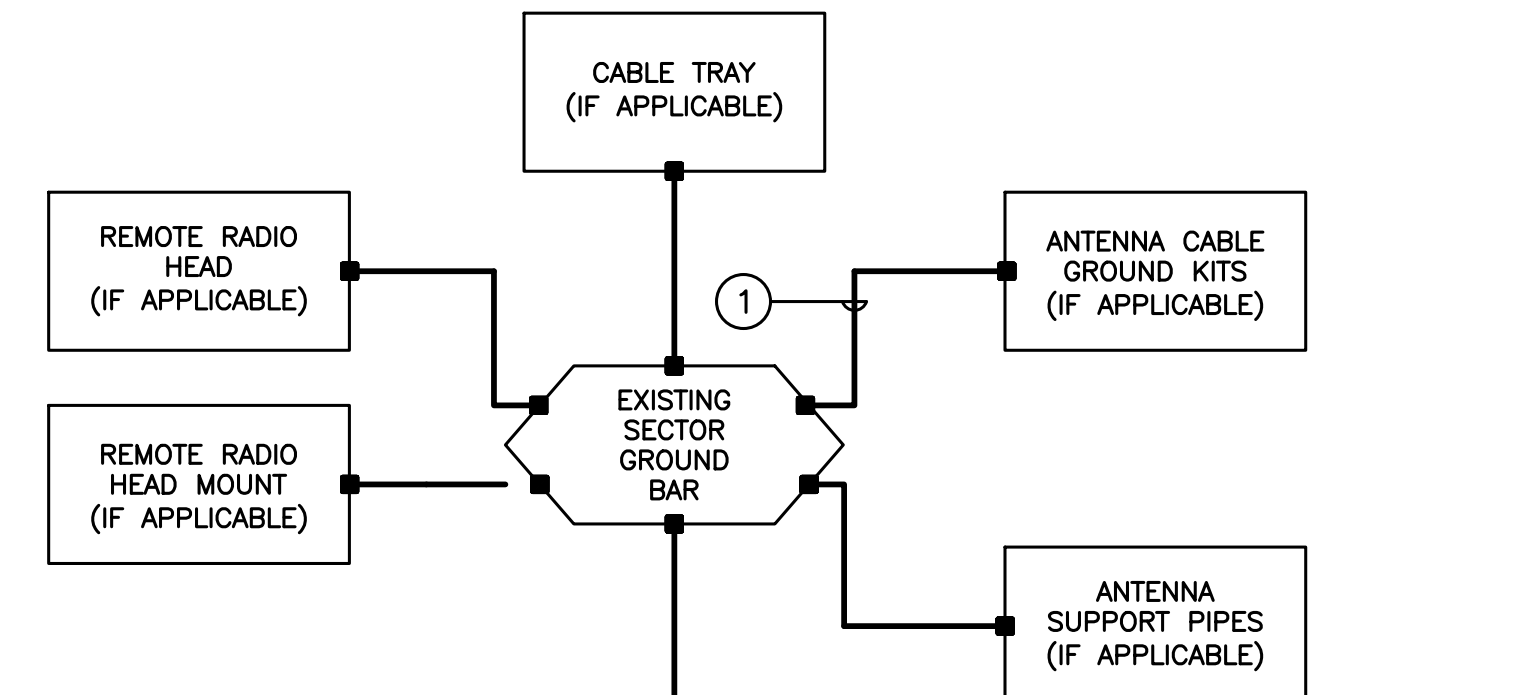 CABLE TRAY
(IF APPLICABLE)
REMOTE RADIO
HEAD
(IF APPLICABLE)
ANTENNA CABLE
GROUND KITS
(IF APPLICABLE)
1
EXISTING
SECTOR
GROUND
BAR
REMOTE RADIO
HEAD MOUNT
(IF APPLICABLE)
ANTENNA
SUPPORT PIPES
(IF APPLICABLE)